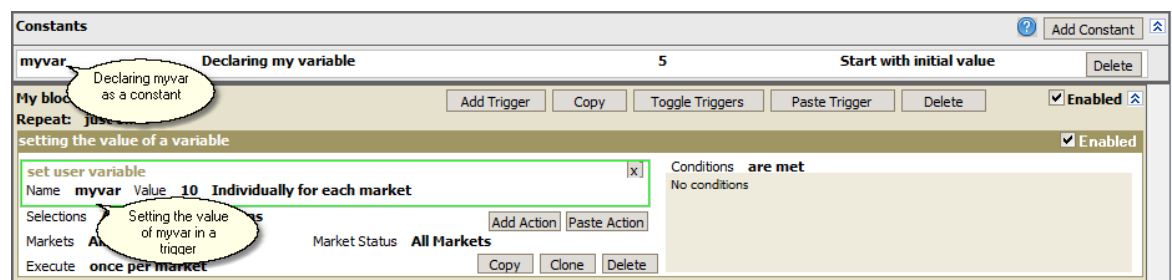 Constants
? Add Constant
myvar Declaring my variable 5 Start with initial value Delete
Declaring myvar
as a constant
My bloc Add Trigger Copy Toggle Triggers Paste Trigger Delete Enabled
Repeat:
setting the value of a variable Enabled
set user variable x
Name myvar Value 10 Individually for each market
Conditions are met
No conditions
Selections Add Action Paste Action
Setting the value
of myvar in a
trigger
Markets Market Status All Markets
Execute once per market Copy Clone Delete